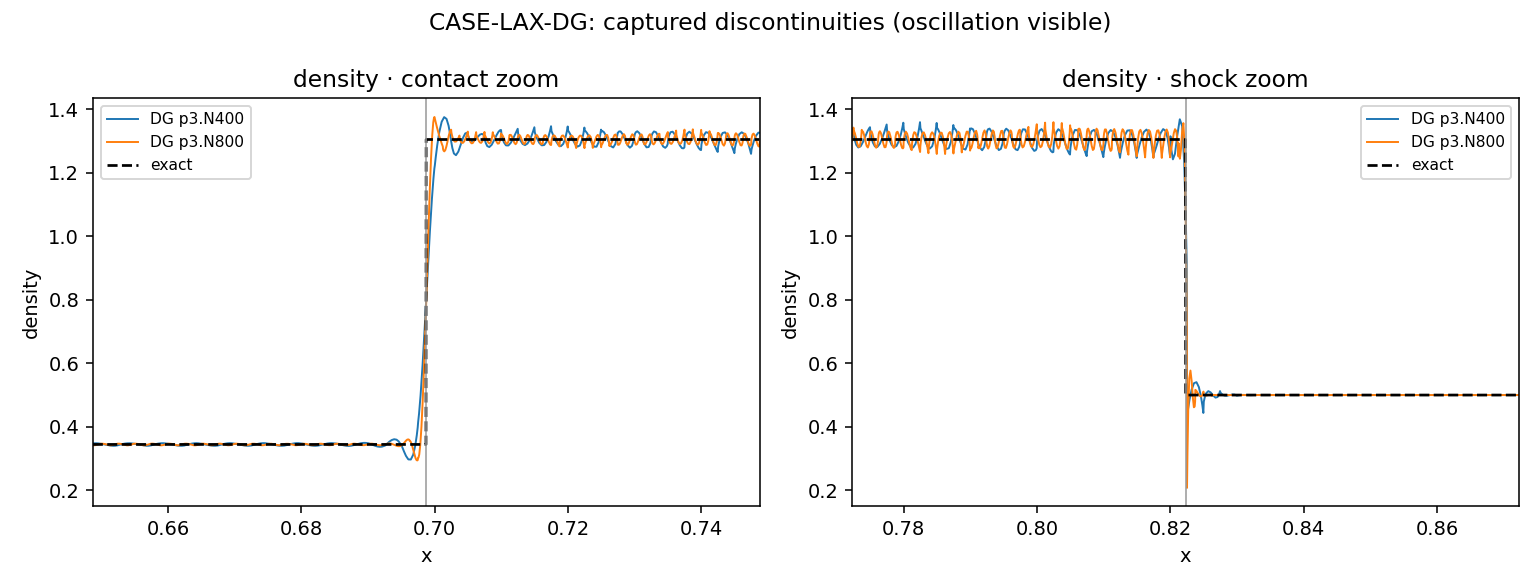 CASE-LAX-DG: captured discontinuities (oscillation visible)
density · contact zoom
density
1.4
1.2
1.0
0.8
0.6
0.4
0.2
DG p3.N400
DG p3.N800
exact
0.66
0.68
0.70
0.72
0.74
x
density · shock zoom
density
1.4
1.2
1.0
0.8
0.6
0.4
0.2
DG p3.N400
DG p3.N800
exact
0.78
0.80
0.82
0.84
0.86
x